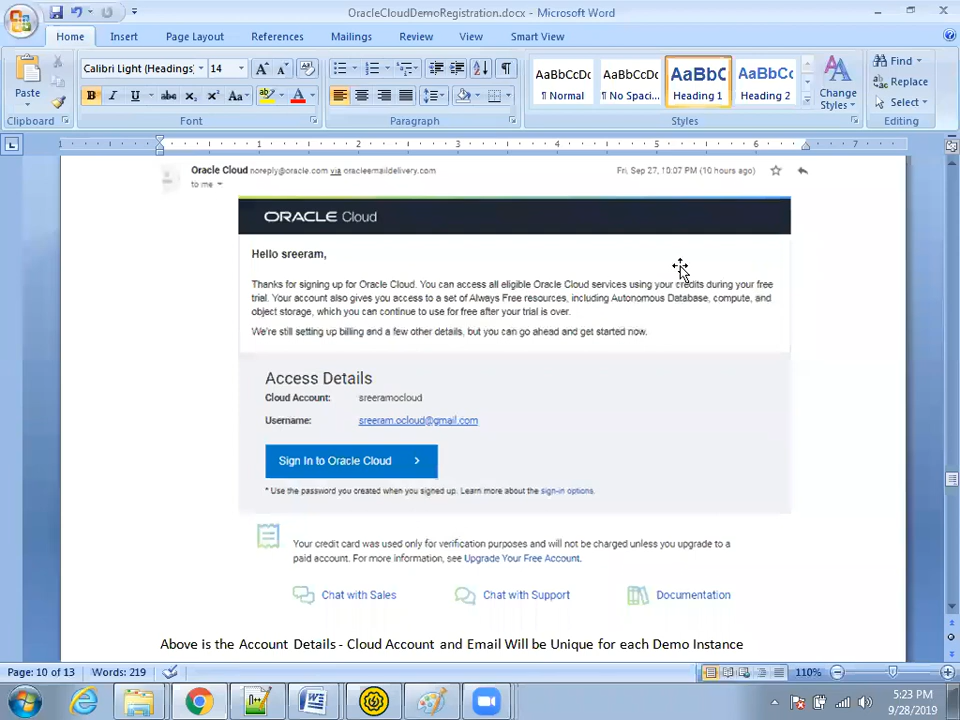 OracleCloudDemoRegistration.docx - Microsoft Word
Home Insert Page Layout References Mailings Review View Smart View
Paste
Calibri Light (Headings) 14
B I U abc X₂ X² Aa A
AaBbCcDc AaBbCcDc AaBbC AaBbCc
¶ Normal ¶ No Spaci... Heading 1 Heading 2
Change Styles
Find
Replace
Select
Clipboard Font Paragraph Styles Editing
1 1 2 3 4 5 6 7
Oracle Cloud noreply@oracle.com via oracleemaildelivery.com Fri, Sep 27, 10:07 PM (10 hours ago)
to me
ORACLE Cloud
Hello sreeram,
Thanks for signing up for Oracle Cloud. You can access all eligible Oracle Cloud services using your credits during your free
trial. Your account also gives you access to a set of Always Free resources, including Autonomous Database, compute, and
object storage, which you can continue to use for free after your trial is over.
We're still setting up billing and a few other details, but you can go ahead and get started now.
Access Details
Cloud Account: sreeramocloud
Username: sreeram.ocloud@gmail.com
Sign In to Oracle Cloud >
* Use the password you created when you signed up. Learn more about the sign-in options.
Your credit card was used only for verification purposes and will not be charged unless you upgrade to a
paid account. For more information, see Upgrade Your Free Account.
Chat with Sales Chat with Support Documentation
Above is the Account Details - Cloud Account and Email Will be Unique for each Demo Instance
Page: 10 of 13 Words: 219 110%
5:23 PM
9/28/2019